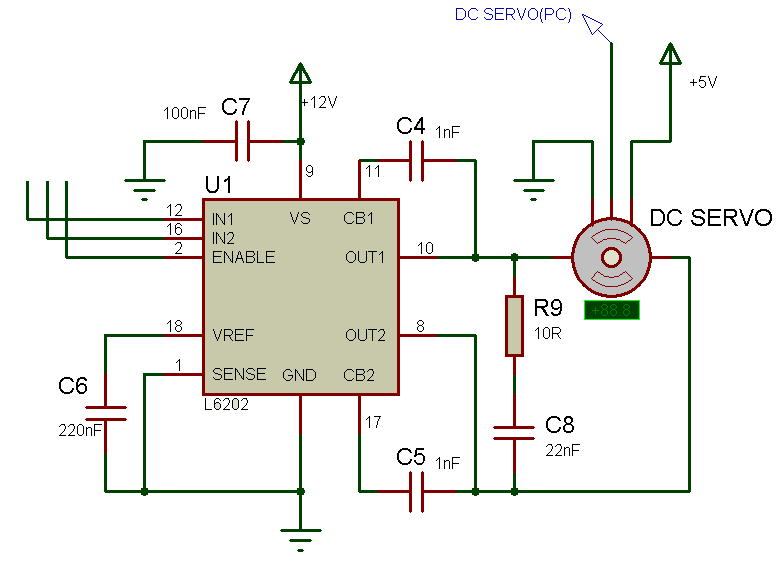 DC SERVO(PC)
+5V
100nF C7
+12V
C4 1nF
9
11
U1
12 IN1 VS CB1
16 IN2
2 ENABLE OUT1 10
DC SERVO
+88.8
R9
10R
18 VREF OUT2 8
1 SENSE GND CB2
L6202
C6
220nF
17
C8
22nF
C5 1nF